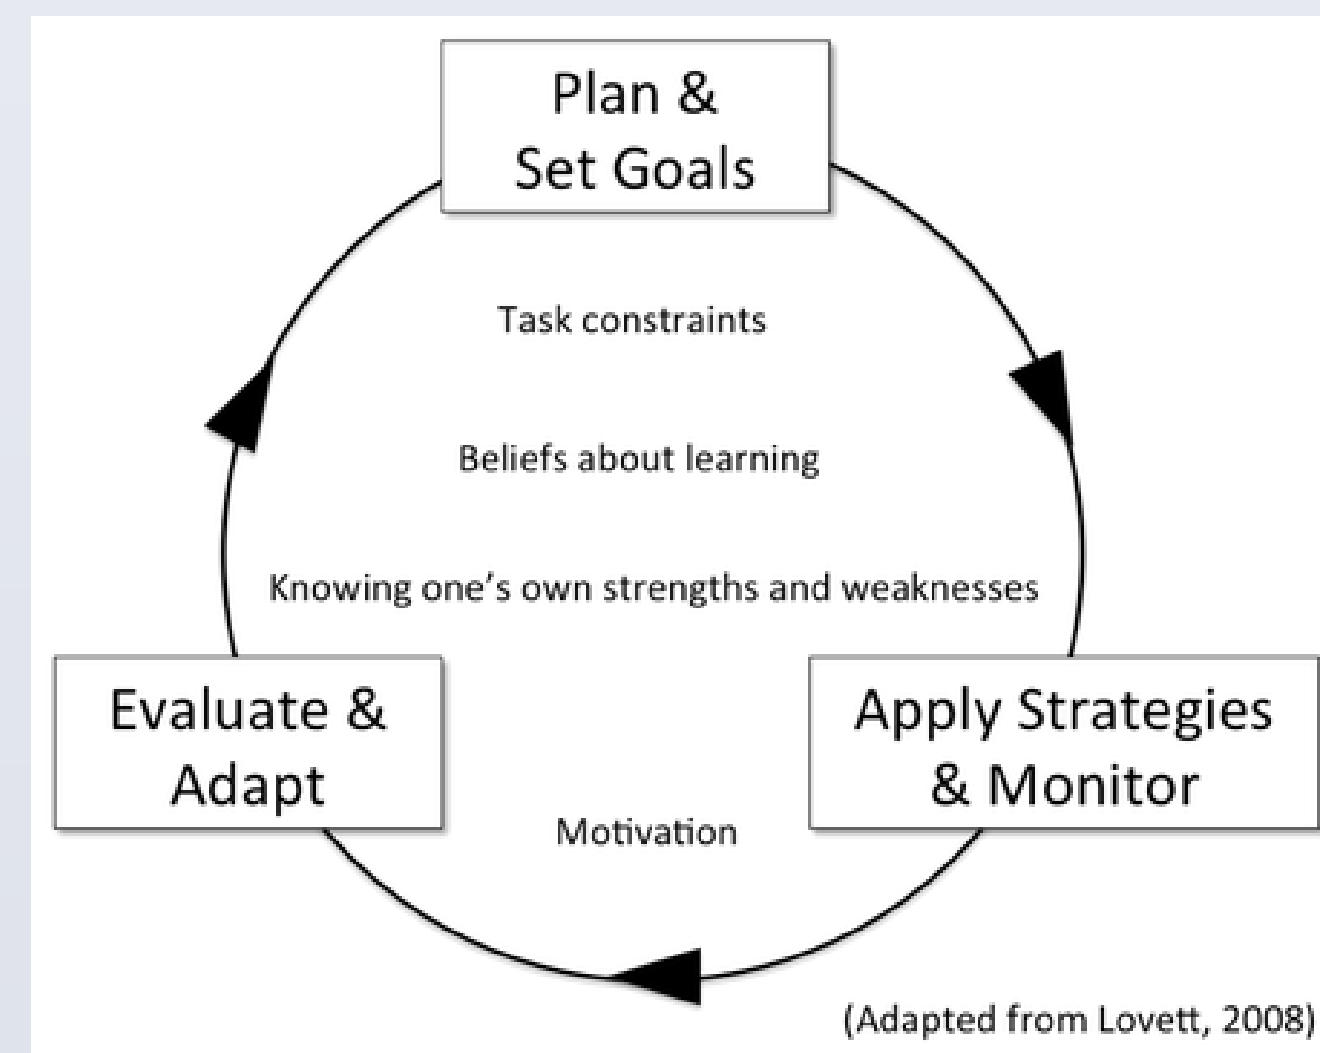 Plan &
Set Goals
Task constraints
Beliefs about learning
Knowing one’s own strengths and weaknesses
Evaluate &
Adapt
Apply Strategies
& Monitor
Motivation
(Adapted from Lovett, 2008)